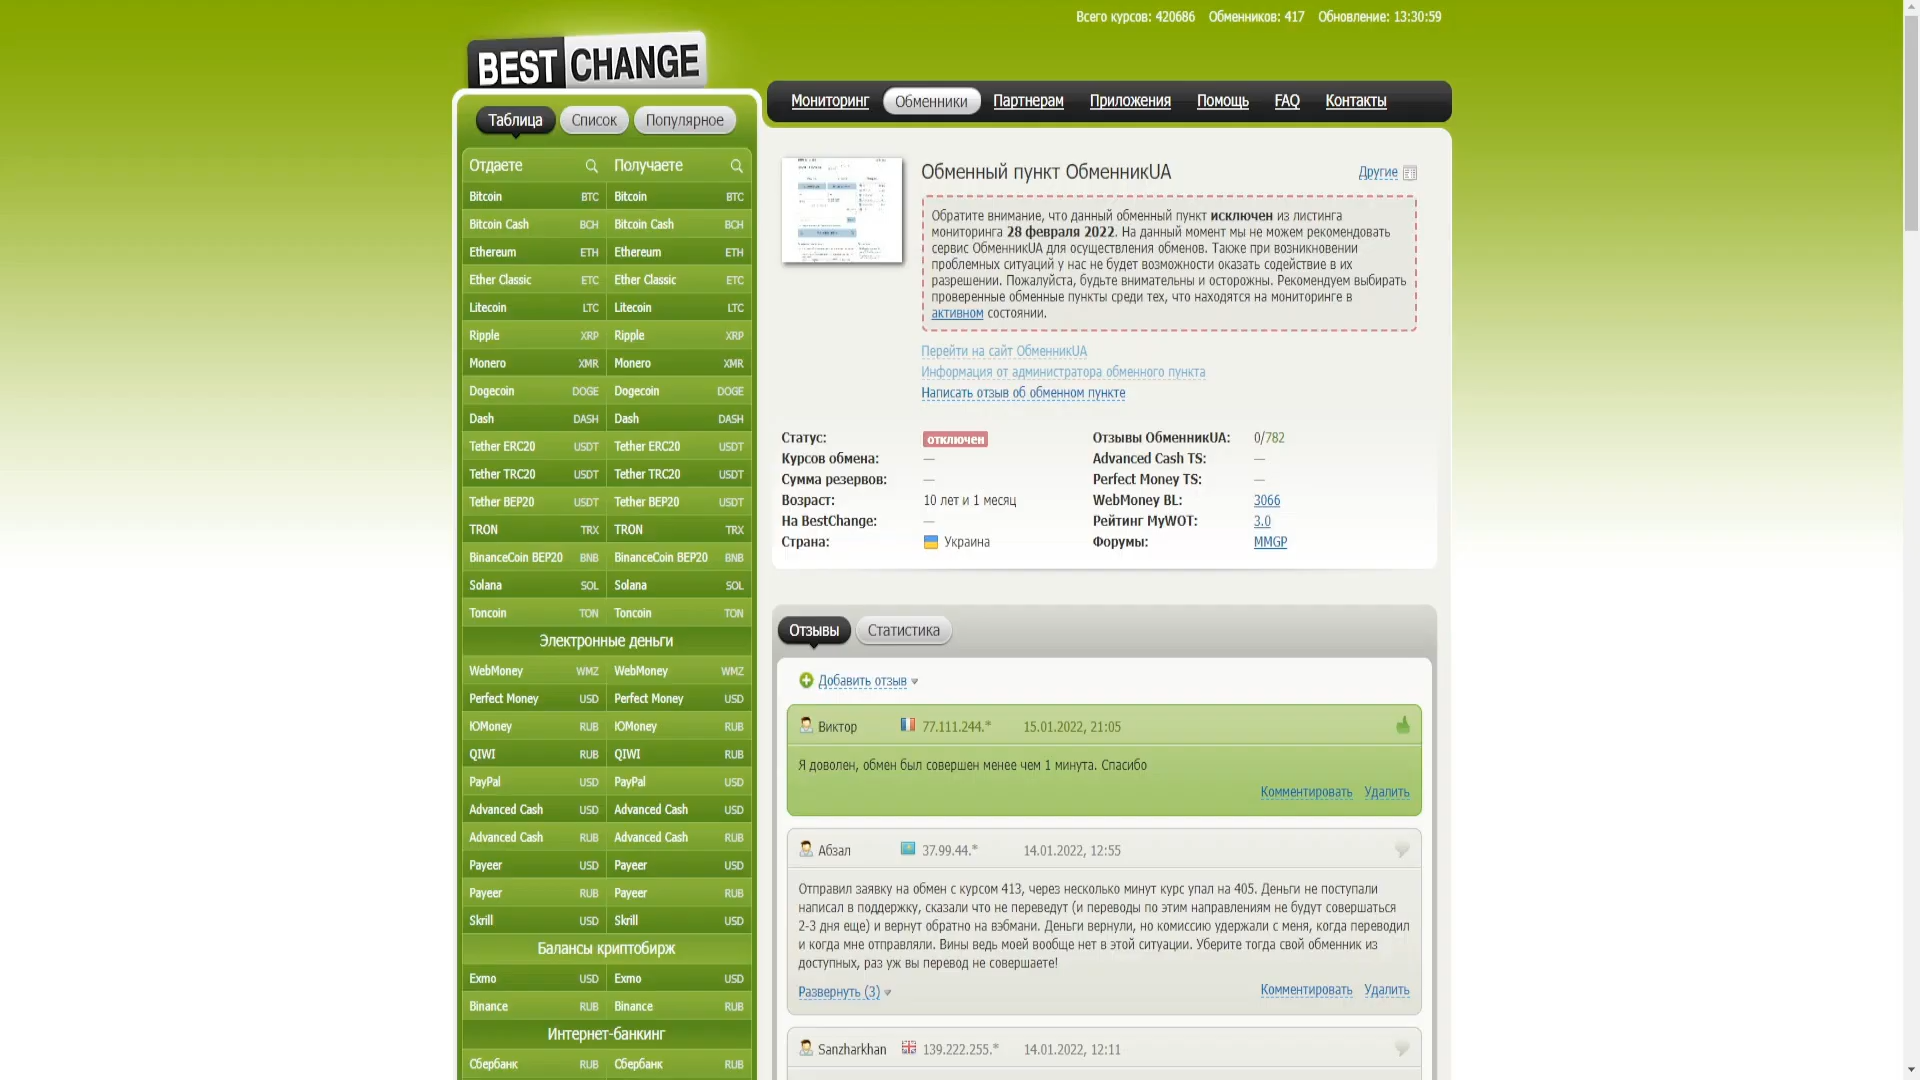 Всего курсов: 420686 Обменников: 417 Обновление: 13:30:59
BEST CHANGE
Мониторинг Обменники Партнерам Приложения Помощь FAQ Контакты
Таблица Список Популярное
Отдаете Получаете
Bitcoin BTC Bitcoin BTC
Bitcoin Cash BCH Bitcoin Cash BCH
Ethereum ETH Ethereum ETH
Ether Classic ETC Ether Classic ETC
Litecoin LTC Litecoin LTC
Ripple XRP Ripple XRP
Monero XMR Monero XMR
Dogecoin DOGE Dogecoin DOGE
Dash DASH Dash DASH
Tether ERC20 USDT Tether ERC20 USDT
Tether TRC20 USDT Tether TRC20 USDT
Tether BEP20 USDT Tether BEP20 USDT
TRON TRX TRON TRX
BinanceCoin BEP20 BNB BinanceCoin BEP20 BNB
Solana SOL Solana SOL
Toncoin TON Toncoin TON
Электронные деньги
WebMoney WMZ WebMoney WMZ
Perfect Money USD Perfect Money USD
ЮMoney RUB ЮMoney RUB
QIWI RUB QIWI RUB
PayPal USD PayPal USD
Advanced Cash USD Advanced Cash USD
Advanced Cash RUB Advanced Cash RUB
Payeer USD Payeer USD
Payeer RUB Payeer RUB
Skrill USD Skrill USD
Балансы криптобирж
Exmo USD Exmo USD
Binance RUB Binance RUB
Интернет-банкинг
Сбербанк RUB Сбербанк RUB
Обменный пункт ОбменникUA Другие
Обратите внимание, что данный обменный пункт исключен из листинга
мониторинга 28 февраля 2022. На данный момент мы не можем рекомендовать
сервис ОбменникUA для осуществления обменов. Также при возникновении
проблемных ситуаций у нас не будет возможности оказать содействие в их
разрешении. Пожалуйста, будьте внимательны и осторожны. Рекомендуем выбирать
проверенные обменные пункты среди тех, что находятся на мониторинге в
активном состоянии.
Перейти на сайт ОбменникUA
Информация от администратора обменного пункта
Написать отзыв об обменном пункте
Статус: отключен Отзывы ОбменникUA: 0/782
Курсов обмена: — Advanced Cash TS: —
Сумма резервов: — Perfect Money TS: —
Возраст: 10 лет и 1 месяц WebMoney BL: 3066
На BestChange: — Рейтинг MyWOT: 3.0
Страна: Украина Форумы: MMGP
Отзывы Статистика
Добавить отзыв
Виктор 77.111.244.* 15.01.2022, 21:05
Я доволен, обмен был совершен менее чем 1 минута. Спасибо
Комментировать Удалить
Абзал 37.99.44.* 14.01.2022, 12:55
Отправил заявку на обмен с курсом 413, через несколько минут курс упал на 405. Деньги не поступали
написал в поддержку, сказали что не переведут (и переводы по этим направлениям не будут совершаться
2-3 дня еще) и вернут обратно на вэбмани. Деньги вернули, но комиссию удержали с меня, когда переводил
и когда мне отправляли. Вины ведь моей вообще нет в этой ситуации. Уберите тогда свой обменник из
доступных, раз уж вы перевод не совершаете!
Развернуть (3) Комментировать Удалить
Sanzharkhan 139.222.255.* 14.01.2022, 12:11